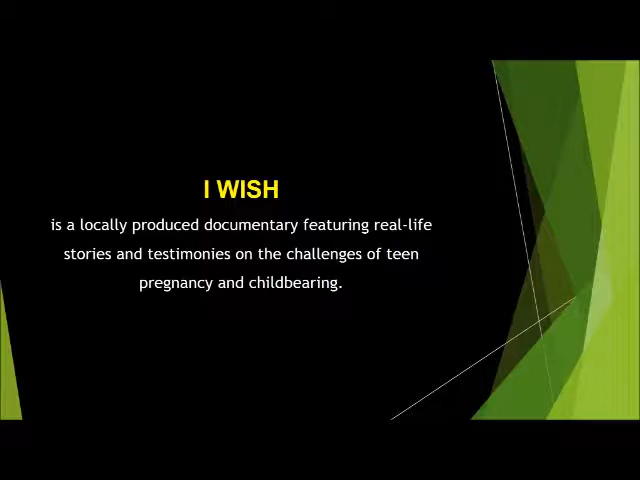 I WISH
is a locally produced documentary featuring real-life
stories and testimonies on the challenges of teen
pregnancy and childbearing.